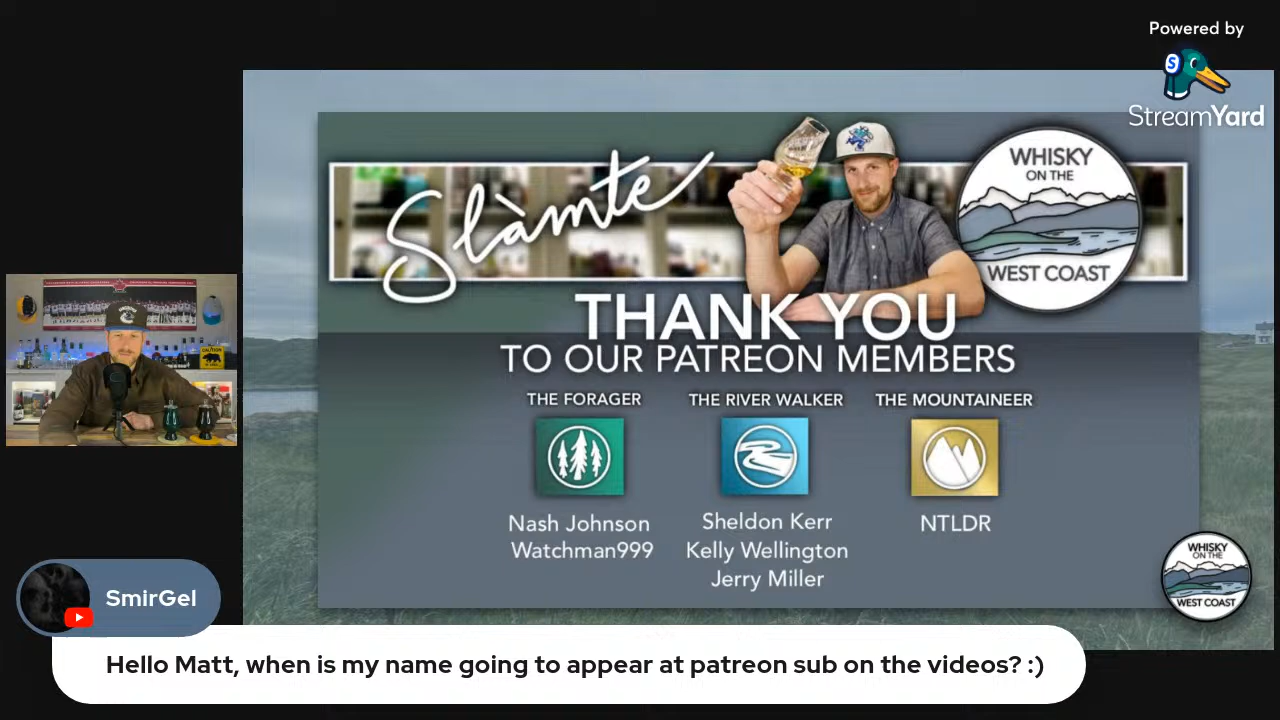 Powered by
StreamYard
Slàmte
WHISKY
ON THE
WEST COAST
THANK YOU
TO OUR PATREON MEMBERS
THE FORAGER
THE RIVER WALKER
THE MOUNTAINEER
Nash Johnson
Watchman999
Sheldon Kerr
Kelly Wellington
Jerry Miller
NTLDR
CAUTION
WHISKY
ON THE
WEST COAST
SmirGel
Hello Matt, when is my name going to appear at patreon sub on the videos? :)